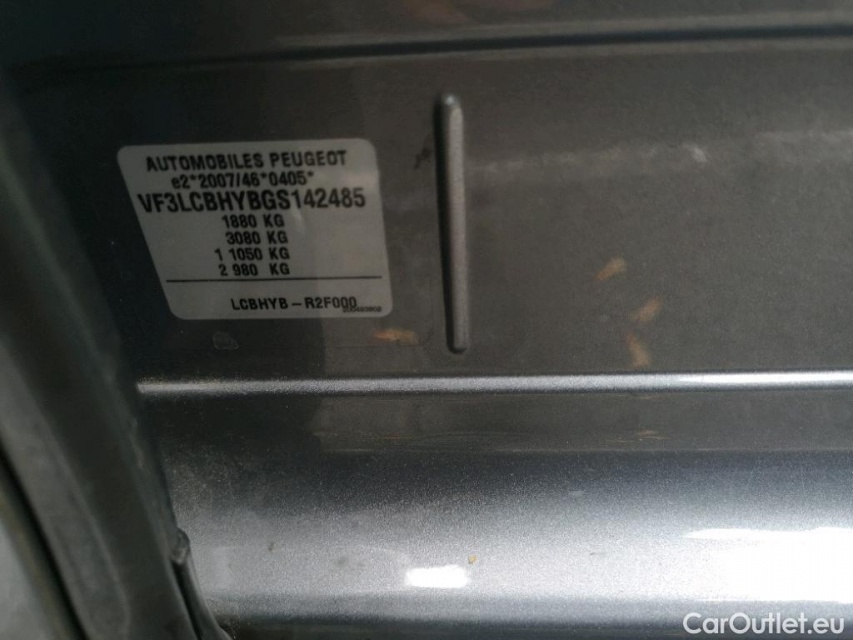 AUTOMOBILES PEUGEOT
e2*2007/46*0405*
VF3LCBHYBGS142485
1880 KG
3080 KG
1 1050 KG
2 980 KG
LCBHYB-R2F000
CarOutlet.eu